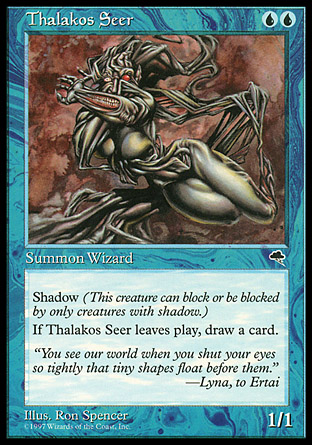 Thalakos Seer
Summon Wizard
Shadow (This creature can block or be blocked
by only creatures with shadow.)
If Thalakos Seer leaves play, draw a card.
“You see our world when you shut your eyes
so tightly that tiny shapes float before them.”
—Lyna, to Ertai
Illus. Ron Spencer
©1997 Wizards of the Coast, Inc.
1/1